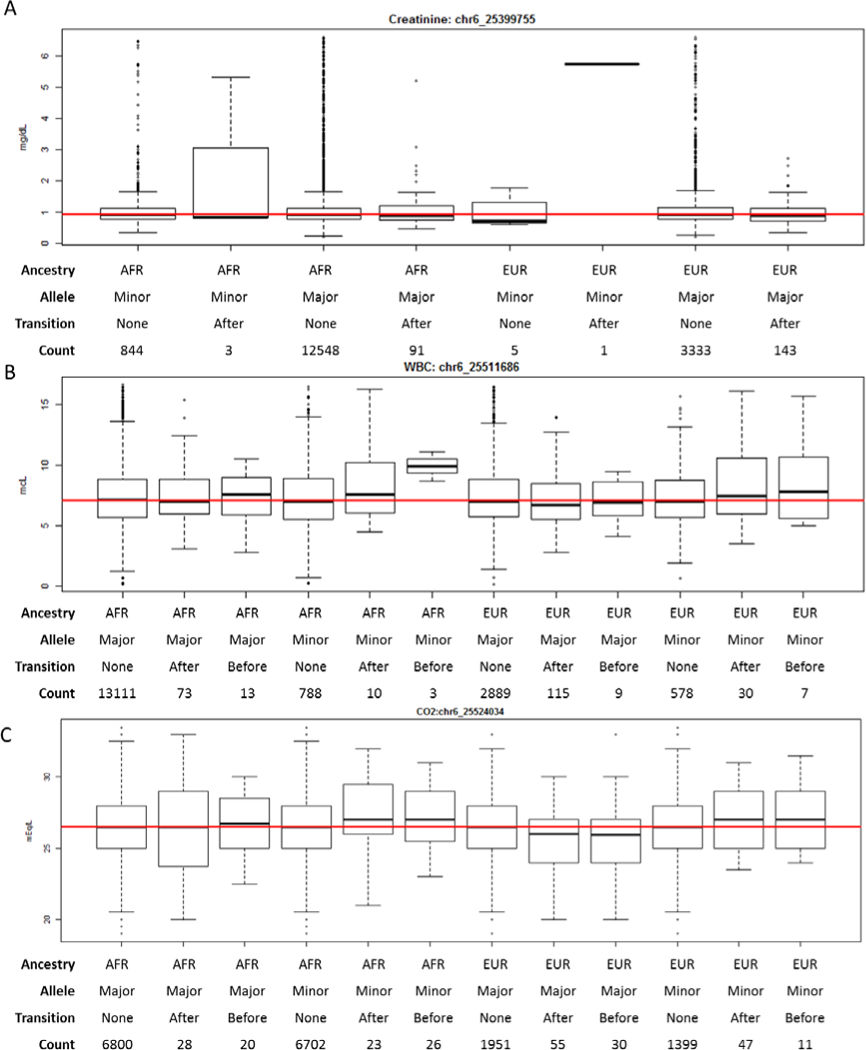 A
Creatinine: chr6_25399755
6
5
4
3
2
1
0
mg/dL
Ancestry AFR AFR AFR AFR EUR EUR EUR EUR
Allele Minor Minor Major Major Minor Minor Major Major
Transition None After None After None After None After
Count 844 3 12548 91 5 1 3333 143
B
WBC: chr6_25511686
15
10
5
0
mcL
Ancestry AFR AFR AFR AFR AFR AFR EUR EUR EUR EUR EUR EUR
Allele Major Major Major Minor Minor Minor Major Major Major Minor Minor Minor
Transition None After Before None After Before None After Before None After Before
Count 13111 73 13 788 10 3 2889 115 9 578 30 7
C
CO2:chr6_25524034
30
25
20
mEq/L
Ancestry AFR AFR AFR AFR AFR AFR EUR EUR EUR EUR EUR EUR
Allele Major Major Major Minor Minor Minor Major Major Major Minor Minor Minor
Transition None After Before None After Before None After Before None After Before
Count 6800 28 20 6702 23 26 1951 55 30 1399 47 11